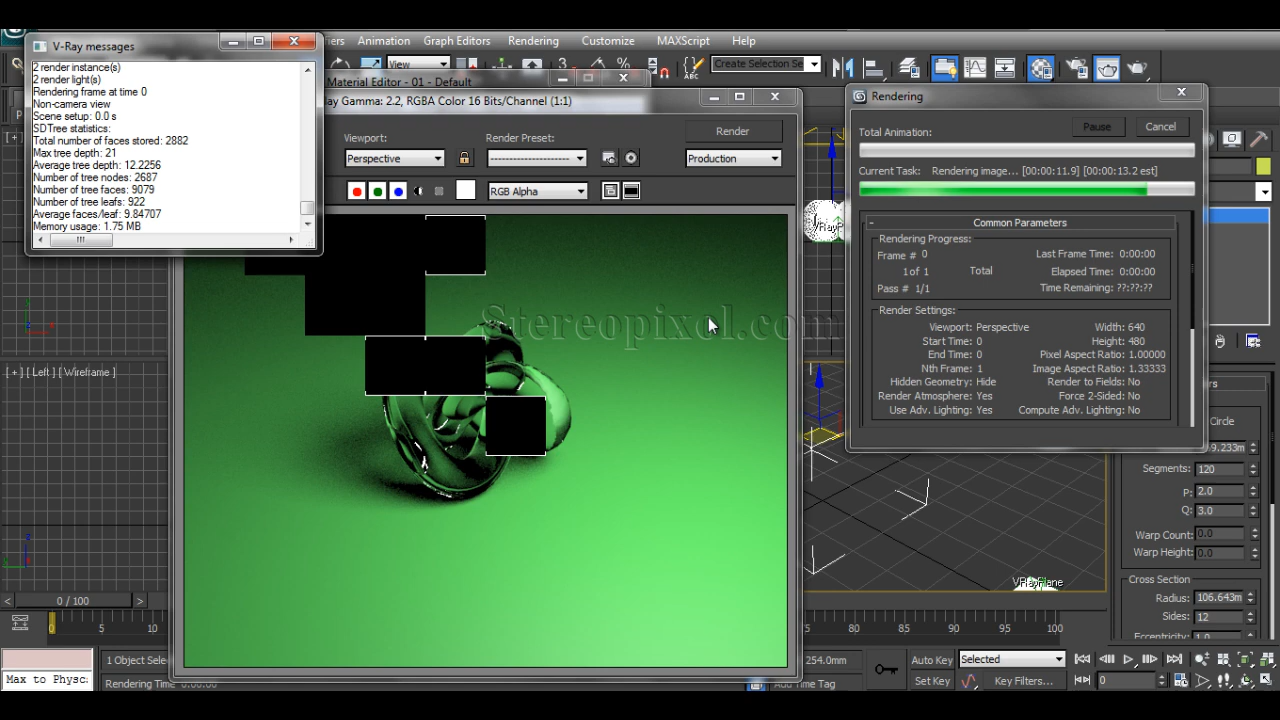 V-Ray messages
2 render instance(s)
2 render light(s)
Rendering frame at time 0
Non-camera view
Scene setup: 0.0 s
SDTree statistics:
Total number of faces stored: 2882
Max tree depth: 21
Average tree depth: 12.2256
Number of tree nodes: 2687
Number of tree faces: 9079
Number of tree leafs: 922
Average faces/leaf: 9.84707
Memory usage: 1.75 MB
Animation Graph Editors Rendering Customize MAXScript Help
View
Create Selection Se
Material Editor - 01 - Default
Gamma: 2.2, RGBA Color 16 Bits/Channel (1:1)
Viewport: Render Preset: Render
Perspective Production
RGB Alpha
Stereopixel.com
Rendering
Total Animation: Pause Cancel
Current Task: Rendering image... [00:00:11.9] [00:00:13.2 est]
Common Parameters
Rendering Progress:
Frame # 0 Last Frame Time: 0:00:00
1 of 1 Total Elapsed Time: 0:00:00
Pass # 1/1 Time Remaining: ??:??:??
Render Settings:
Viewport: Perspective Width: 640
Start Time: 0 Height: 480
End Time: 0 Pixel Aspect Ratio: 1.00000
Nth Frame: 1 Image Aspect Ratio: 1.33333
Hidden Geometry: Hide Render to Fields: No
Render Atmosphere: Yes Force 2-Sided: No
Use Adv. Lighting: Yes Compute Adv. Lighting: No
[ + ] [ Left ] [ Wireframe ]
Circle
Segments: 120
P: 2.0
Q: 3.0
Warp Count: 0.0
Warp Height: 0.0
Cross Section
Radius: 106.643m
Sides: 12
Eccentricity: 1.0
VRayPlane
0 / 100
0 5 10 80 85 90 95 100
1 Object Sele 254.0mm Auto Key Selected
Max to Physc. Rendering Time 0:00:00 Add Time Tag Set Key Key Filters... 0